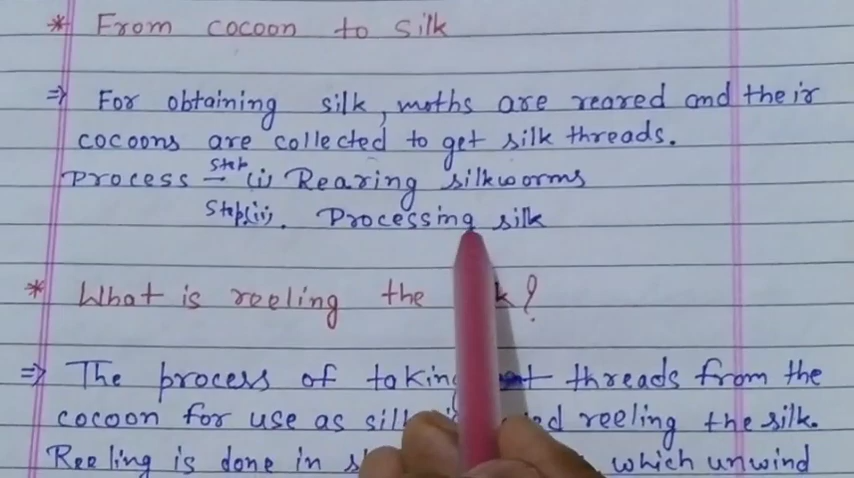 * From cocoon to silk
⇒ For obtaining silk, moths are reared and their
cocoons are collected to get silk threads.
Process → Step (i) Rearing silkworms
Step(ii). Processing silk
* What is reeling the k?
⇒ The process of taking threads from the
cocoon for use as reeling the silk.
Reeling is done in which unwind